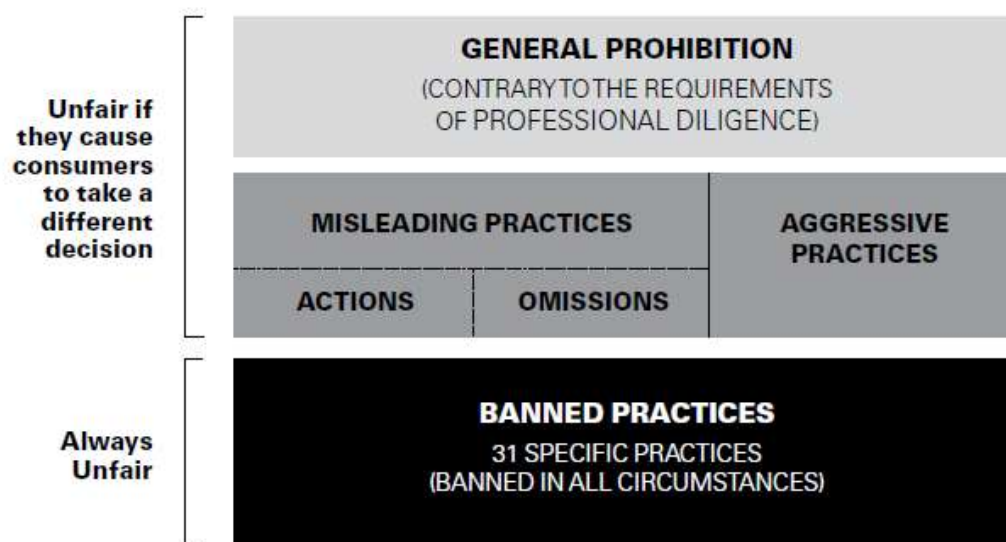 Unfair if
they cause
consumers
to take a
different
decision
GENERAL PROHIBITION
(CONTRARY TO THE REQUIREMENTS
OF PROFESSIONAL DILIGENCE)
MISLEADING PRACTICES
AGGRESSIVE
PRACTICES
ACTIONS
OMISSIONS
Always
Unfair
BANNED PRACTICES
31 SPECIFIC PRACTICES
(BANNED IN ALL CIRCUMSTANCES)